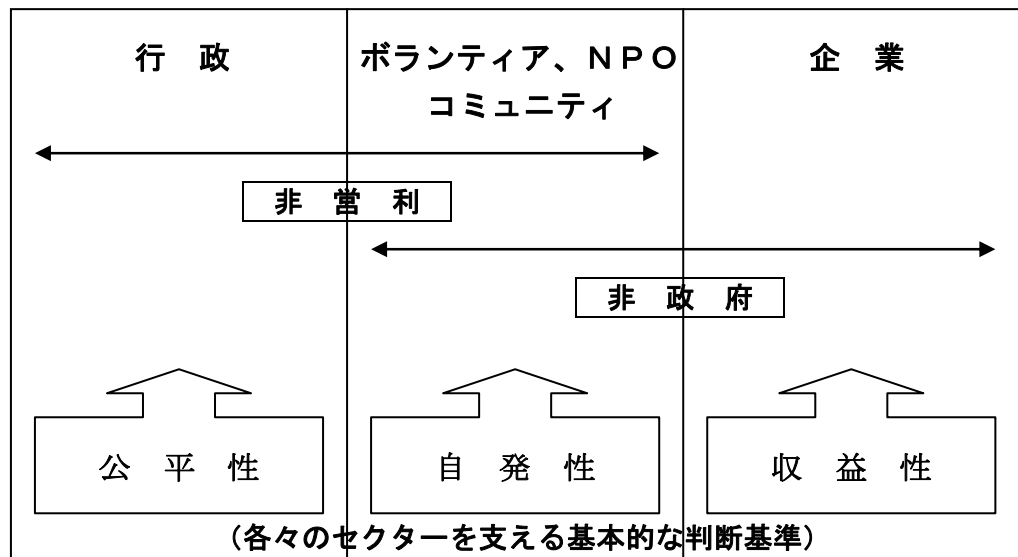 行　政
ボランティア、ＮＰＯ
コミュニティ
企　業
非　営　利
非　政　府
公　平　性
自　発　性
収　益　性
（各々のセクターを支える基本的な判断基準）